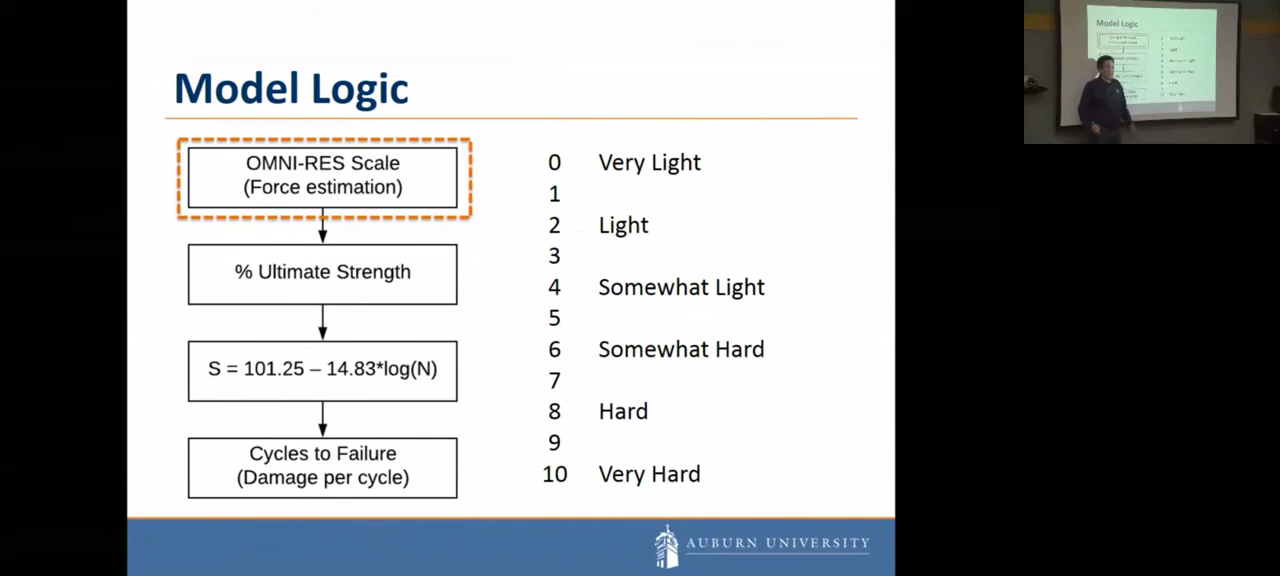 Model Logic
OMNI-RES Scale
(Force estimation)
% Ultimate Strength
S = 101.25 – 14.83*log(N)
Cycles to Failure
(Damage per cycle)
0 Very Light
1
2 Light
3
4 Somewhat Light
5
6 Somewhat Hard
7
8 Hard
9
10 Very Hard
AUBURN UNIVERSITY
Model Logic